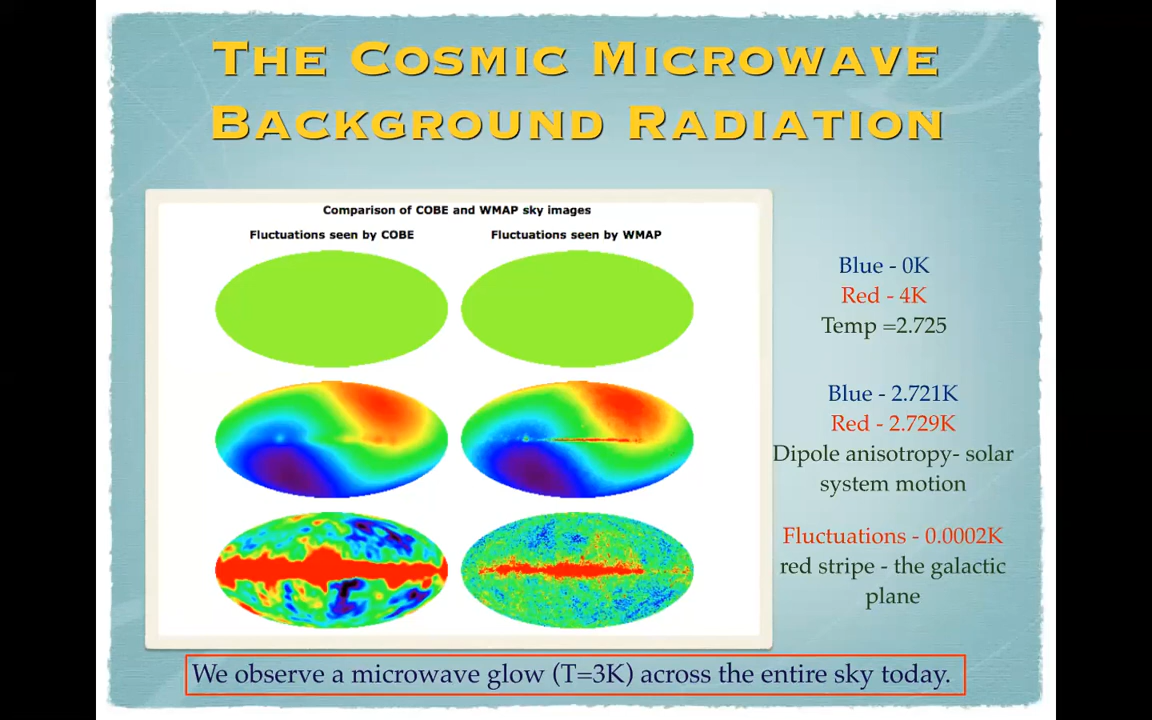 The Cosmic Microwave
Background Radiation
Comparison of COBE and WMAP sky images
Fluctuations seen by COBE
Fluctuations seen by WMAP
Blue - 0K
Red - 4K
Temp =2.725
Blue - 2.721K
Red - 2.729K
Dipole anisotropy- solar
system motion
Fluctuations - 0.0002K
red stripe - the galactic
plane
We observe a microwave glow (T=3K) across the entire sky today.